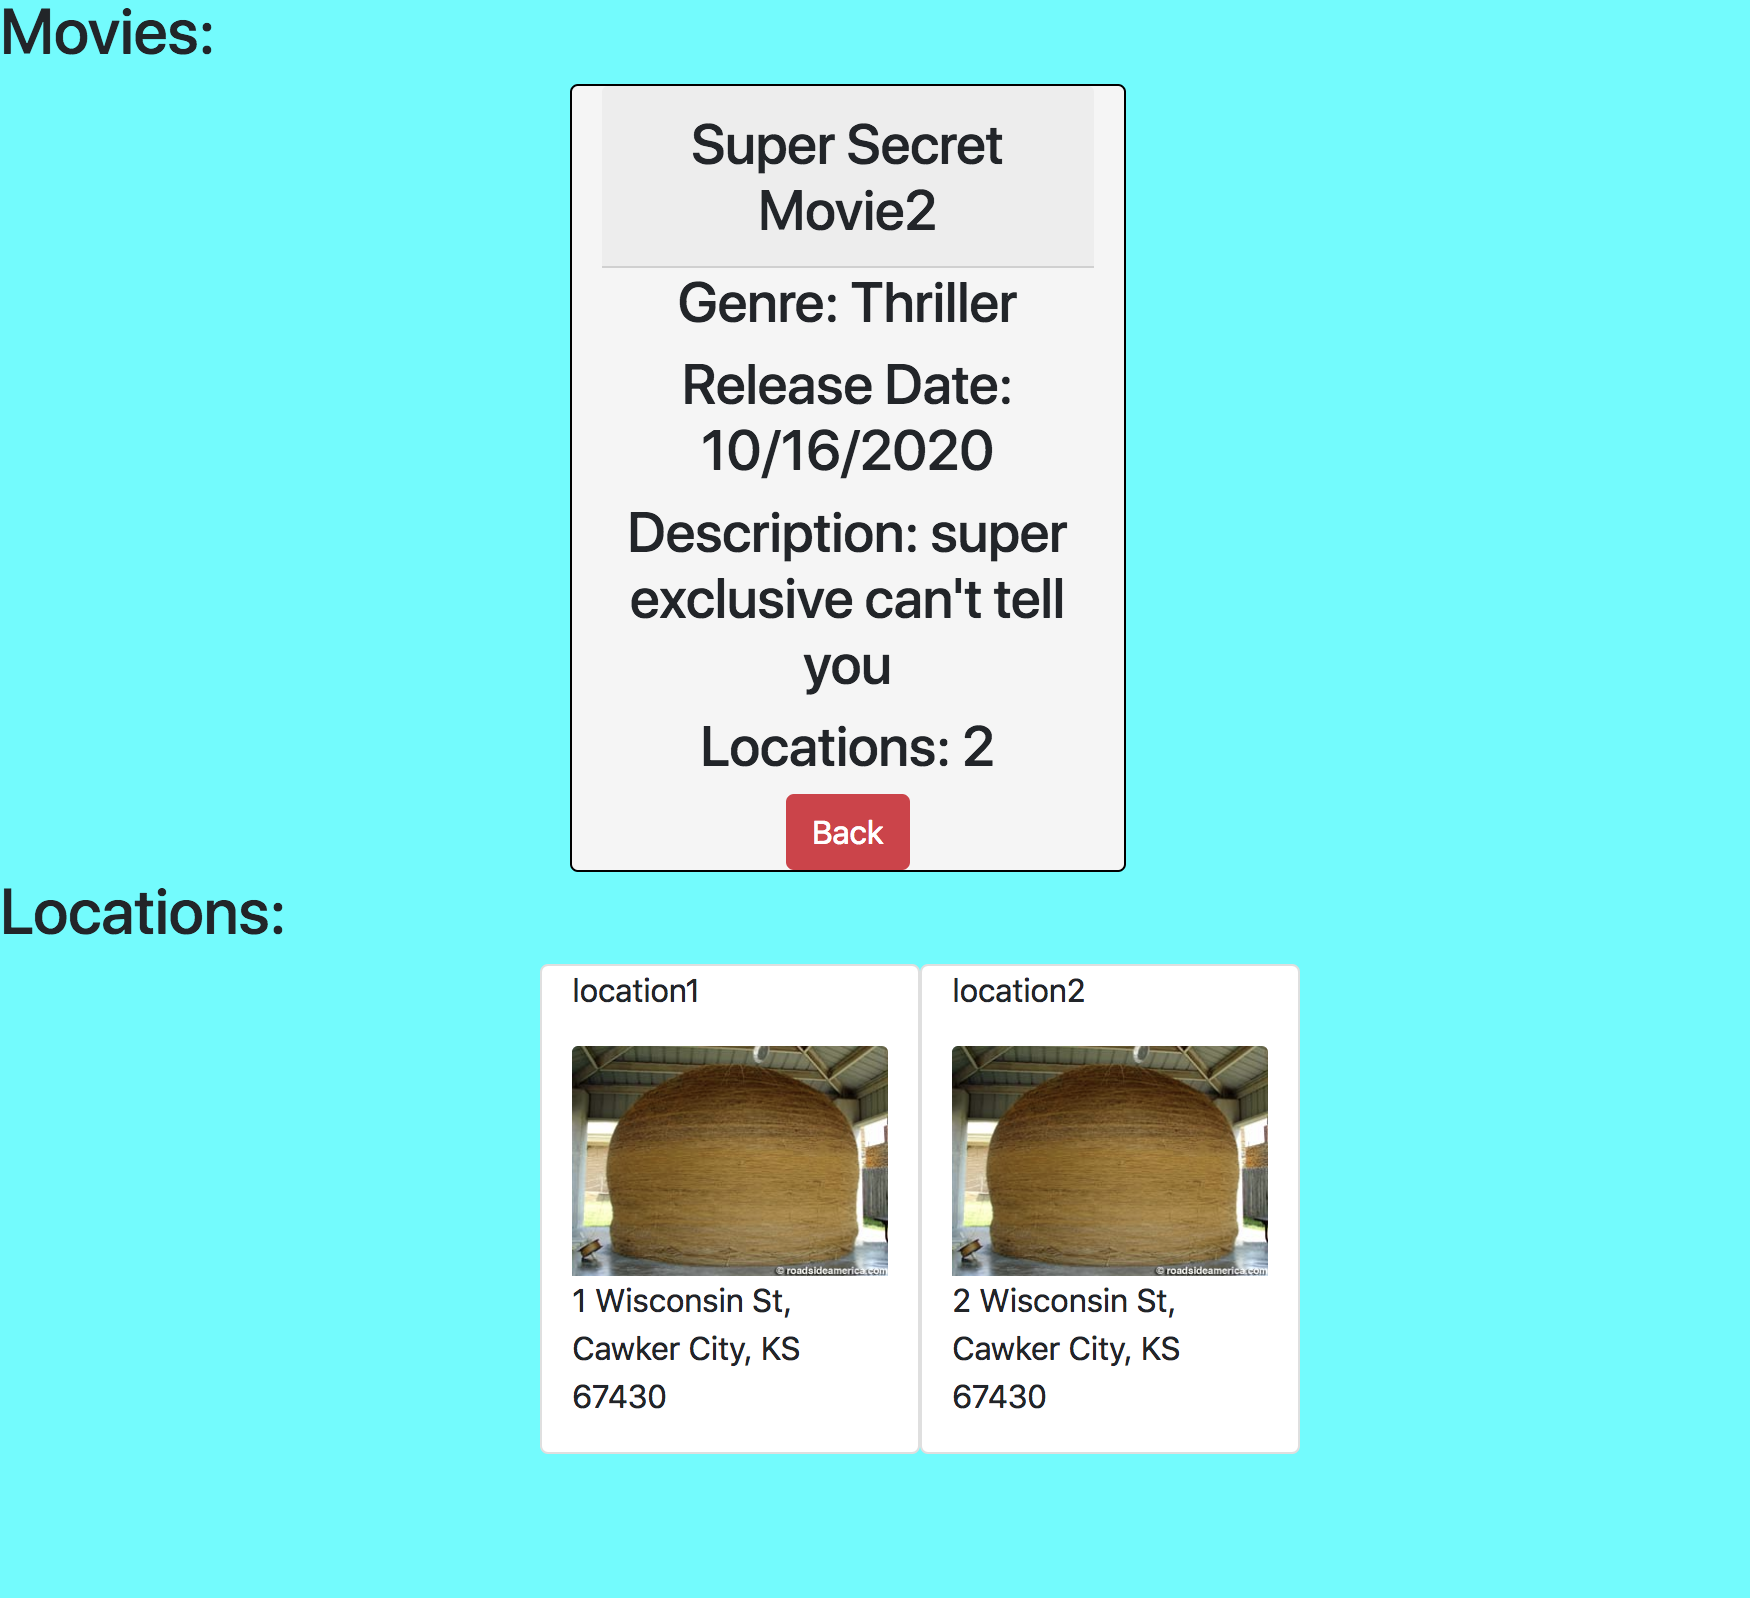 Movies:
Super Secret
Movie2
Genre: Thriller
Release Date:
10/16/2020
Description: super
exclusive can't tell
you
Locations: 2
Back
Locations:
location1
© roadsideamerica.com
1 Wisconsin St,
Cawker City, KS
67430
location2
© roadsideamerica.com
2 Wisconsin St,
Cawker City, KS
67430